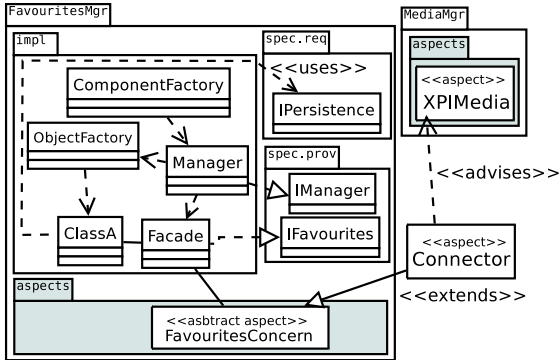 FavouritesMgr
MediaMgr
impl
spec.req
aspects
<<uses>>
<<aspect>>
XPIMedia
ComponentFactory
IPersistence
ObjectFactory
Manager
spec.prov
IManager
<<advises>>
ClassA
Facade
IFavourites
<<aspect>>
Connector
aspects
<<extends>>
<<asbtract aspect>>
FavouritesConcern